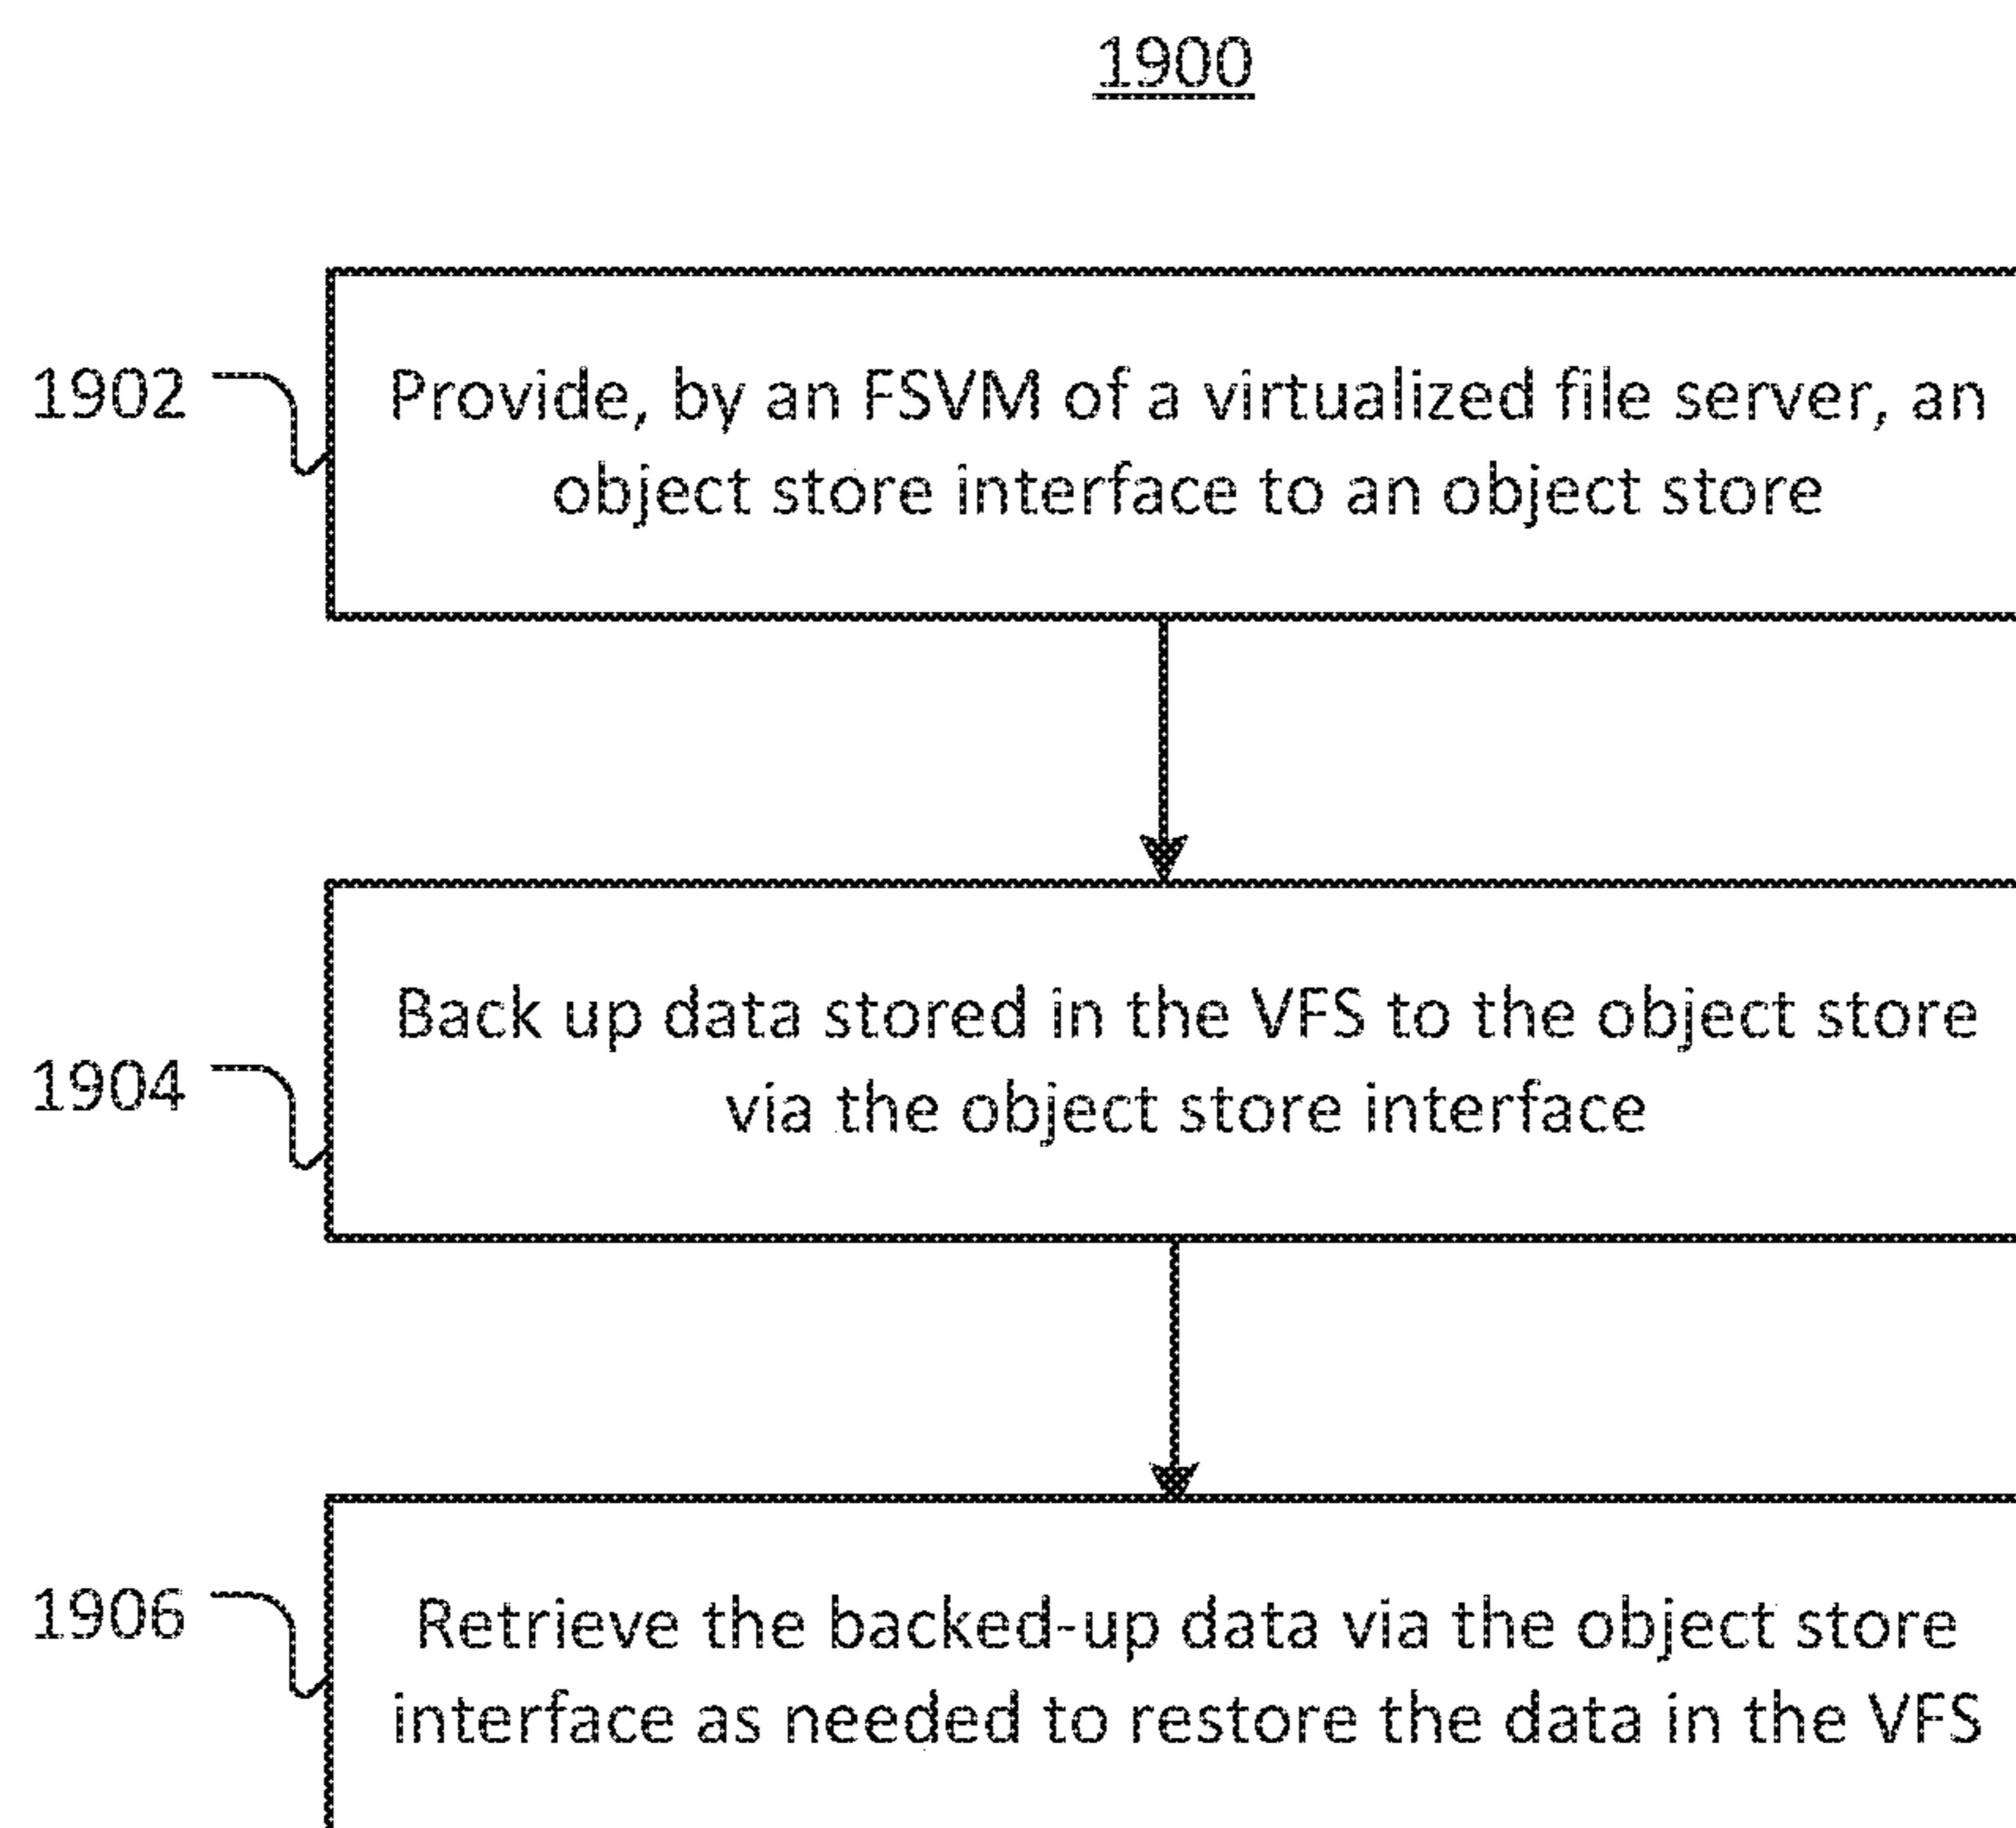 1900
1902
Provide, by an FSVM of a virtualized file server, an
object store interface to an object store
1904
Back up data stored in the VFS to the object store
via the object store interface
1906
Retrieve the backed-up data via the object store
interface as needed to restore the data in the VFS